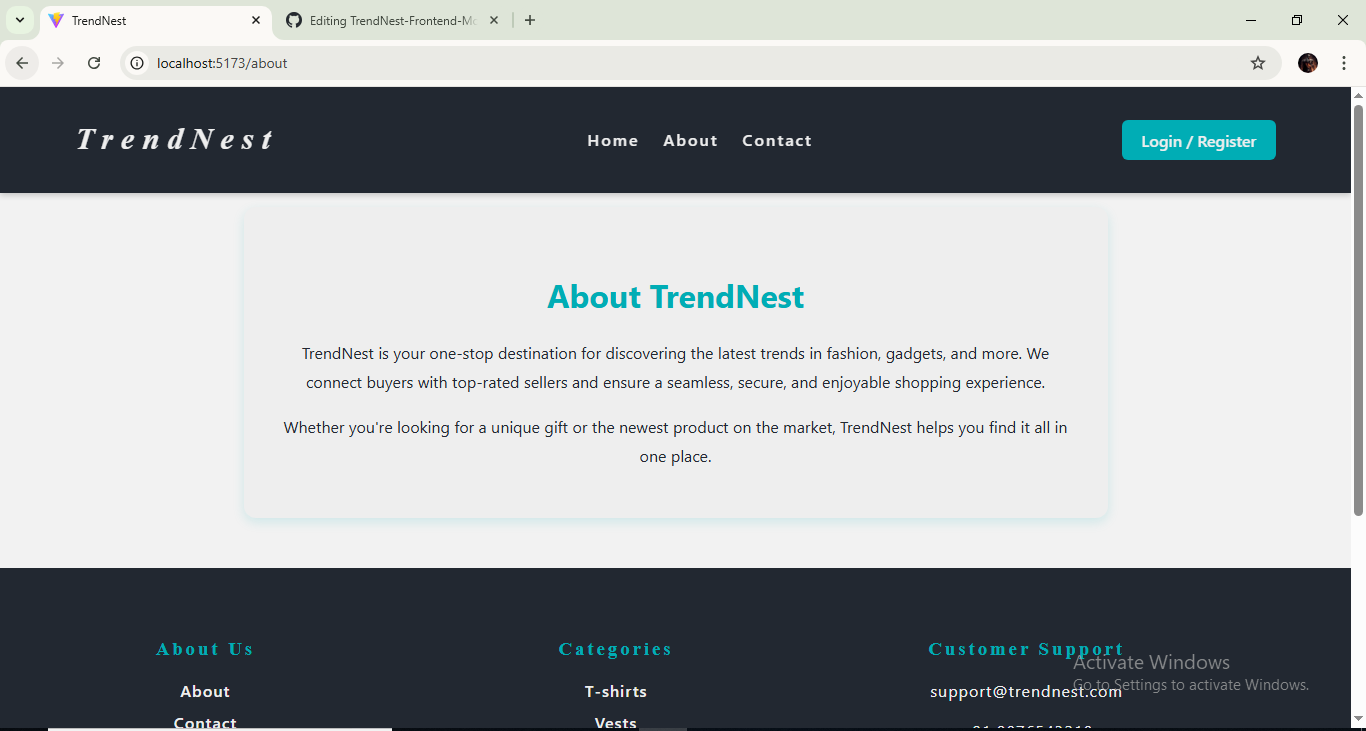 TrendNest
Editing TrendNest-Frontend-Mo
localhost:5173/about
TrendNest
Home About Contact
Login / Register
About TrendNest
TrendNest is your one-stop destination for discovering the latest trends in fashion, gadgets, and more. We
connect buyers with top-rated sellers and ensure a seamless, secure, and enjoyable shopping experience.
Whether you're looking for a unique gift or the newest product on the market, TrendNest helps you find it all in
one place.
About Us
About
Contact
Categories
T-shirts
Vests
Customer Support
support@trendnest.com
Activate Windows
Go to Settings to activate Windows.